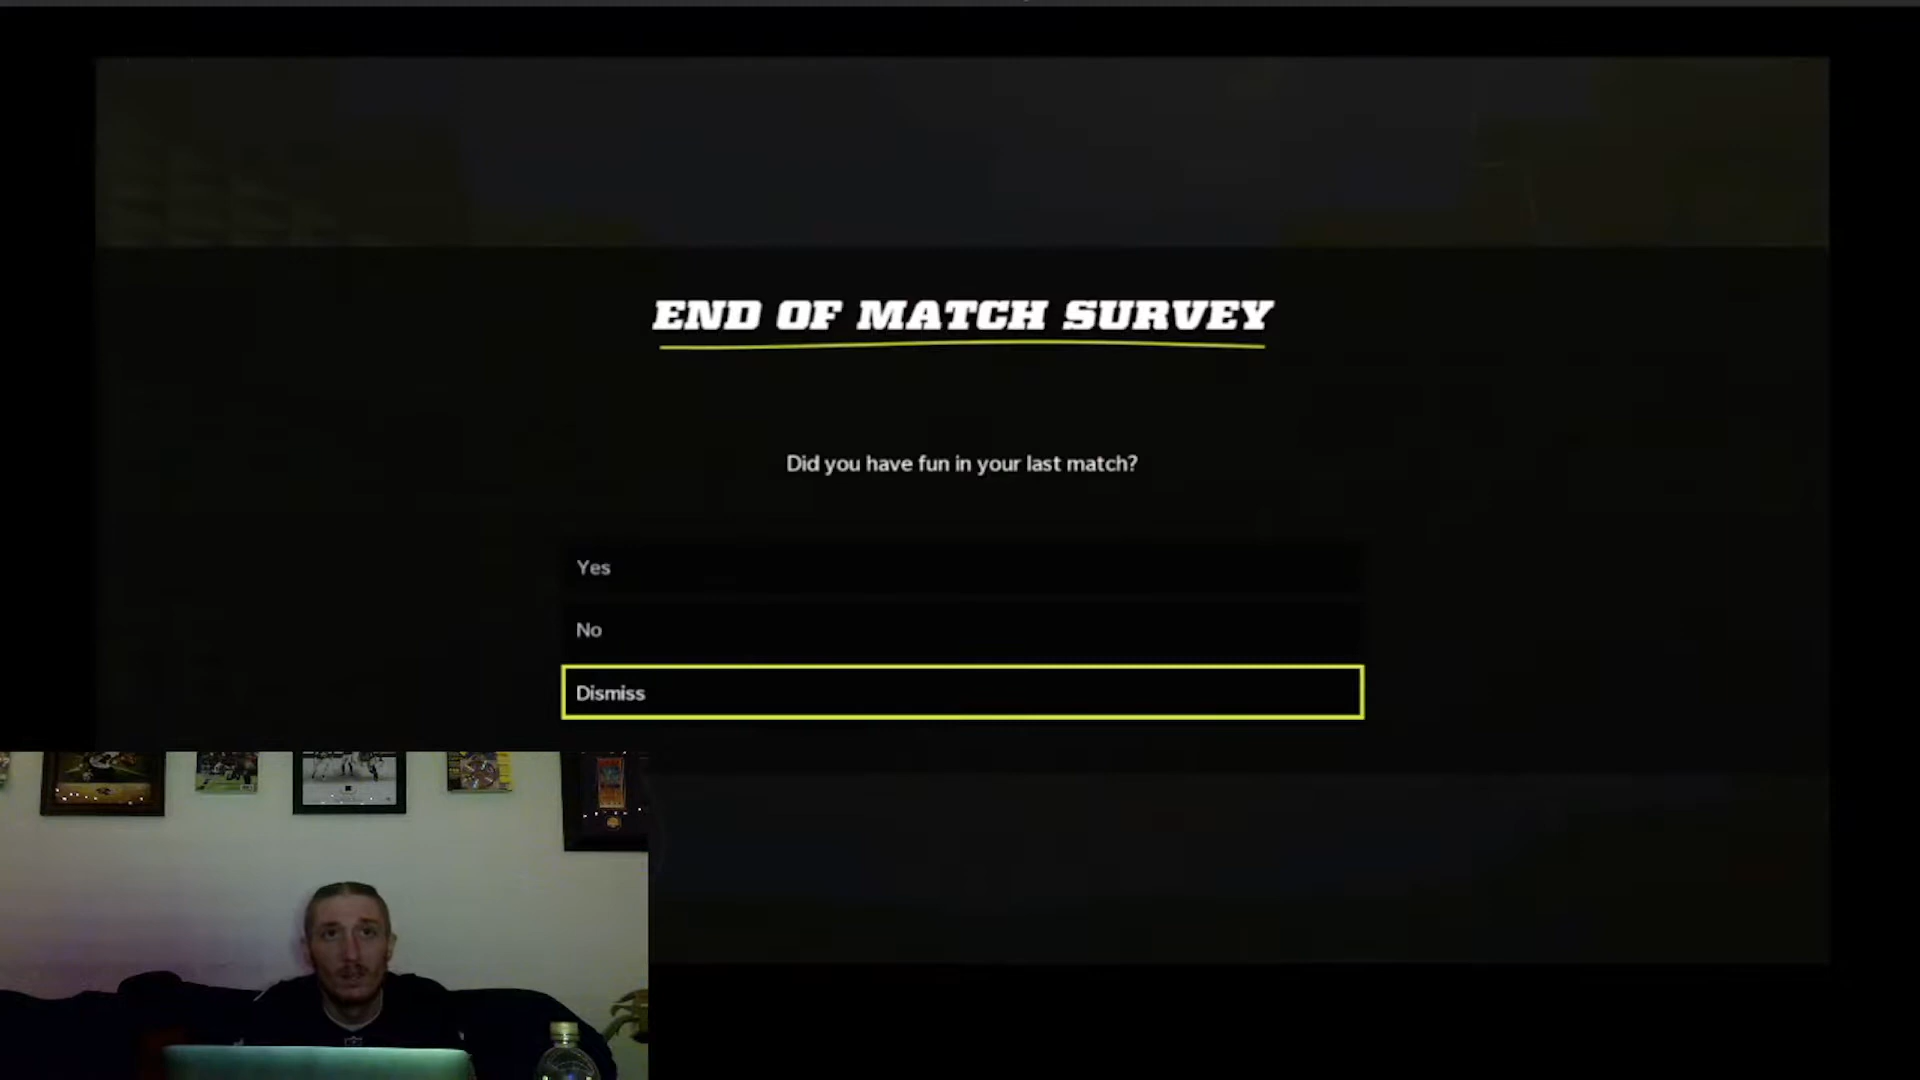 END OF MATCH SURVEY
Did you have fun in your last match?
Yes
No
Dismiss